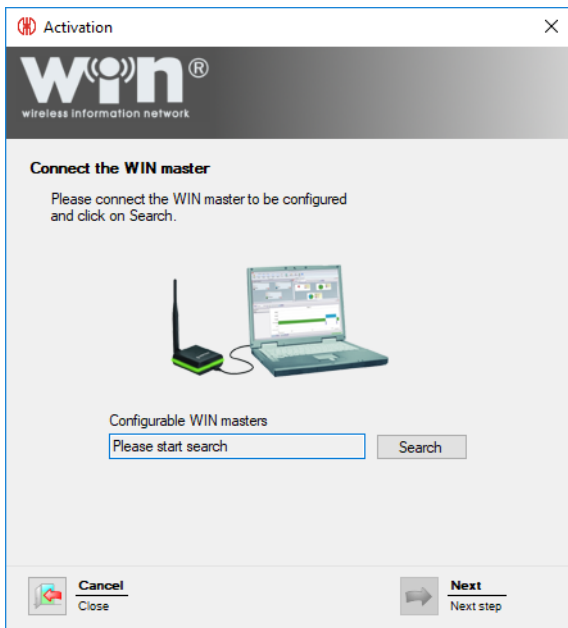 Activation
WIN®
wireless information network
Connect the WIN master
Please connect the WIN master to be configured
and click on Search.
Configurable WIN masters
Please start search
Search
Cancel
Close
Next
Next step